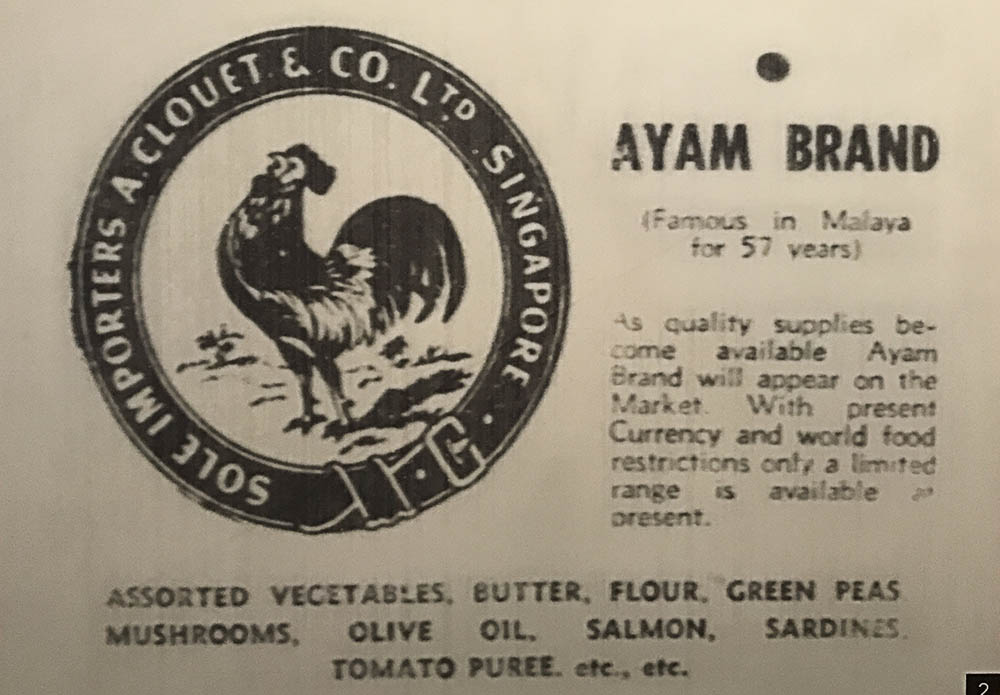 SOLE IMPORTERS A. CLOUET & CO. LTD SINGAPORE
AYAM BRAND
(Famous in Malaya
for 57 years)
As quality supplies be-
come available Ayam
Brand will appear on the
Market. With present
Currency and world food
restrictions only a limited
range is available
present.
ASSORTED VEGETABLES, BUTTER, FLOUR, GREEN PEAS
MUSHROOMS, OLIVE OIL, SALMON, SARDINES,
TOMATO PUREE. etc., etc.
2